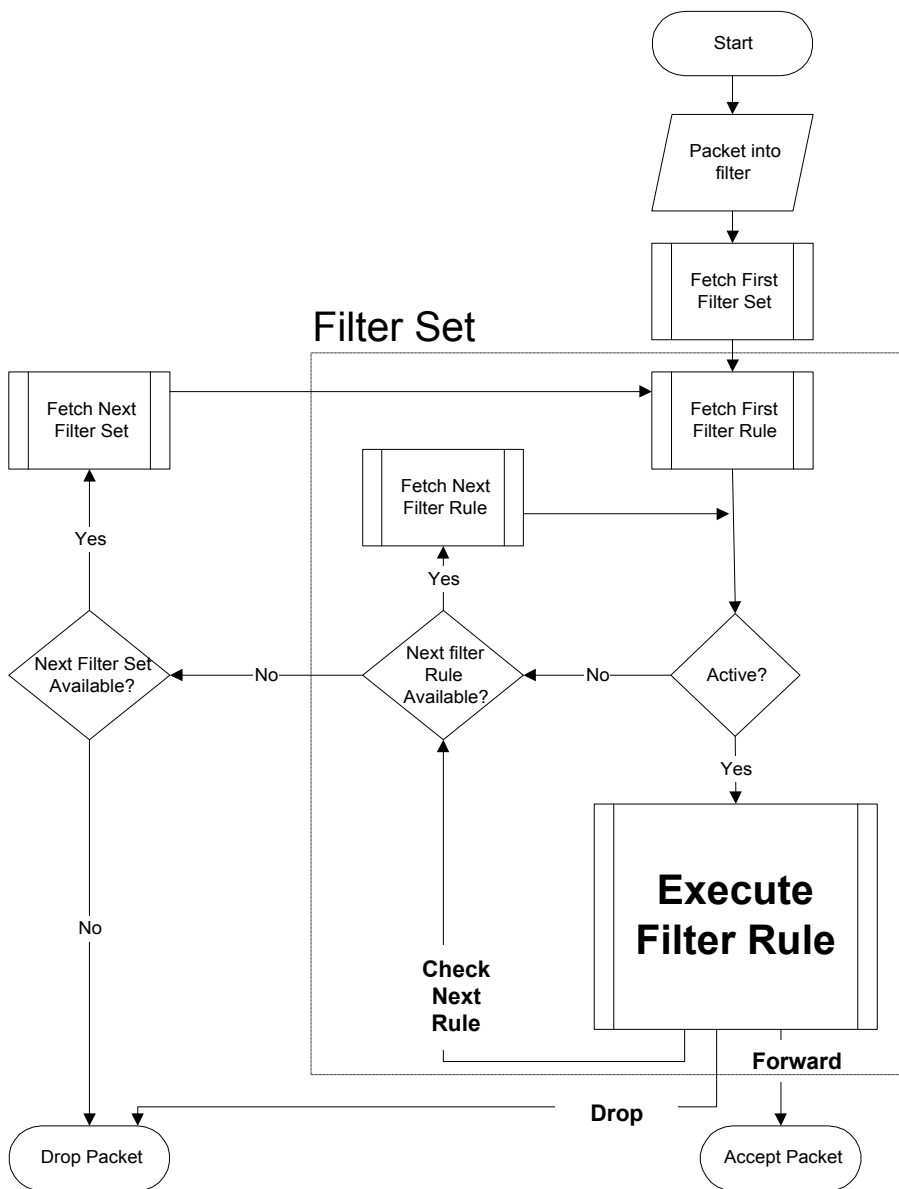 Start
Packet into
filter
Fetch First
Filter Set
Filter Set
Fetch Next
Filter Set
Fetch First
Filter Rule
Fetch Next
Filter Rule
Yes
Yes
Next Filter Set
Available?
No
Next filter
Rule
Available?
No
Active?
Yes
Execute
Filter Rule
No
Check
Next
Rule
Forward
Drop
Drop Packet
Accept Packet